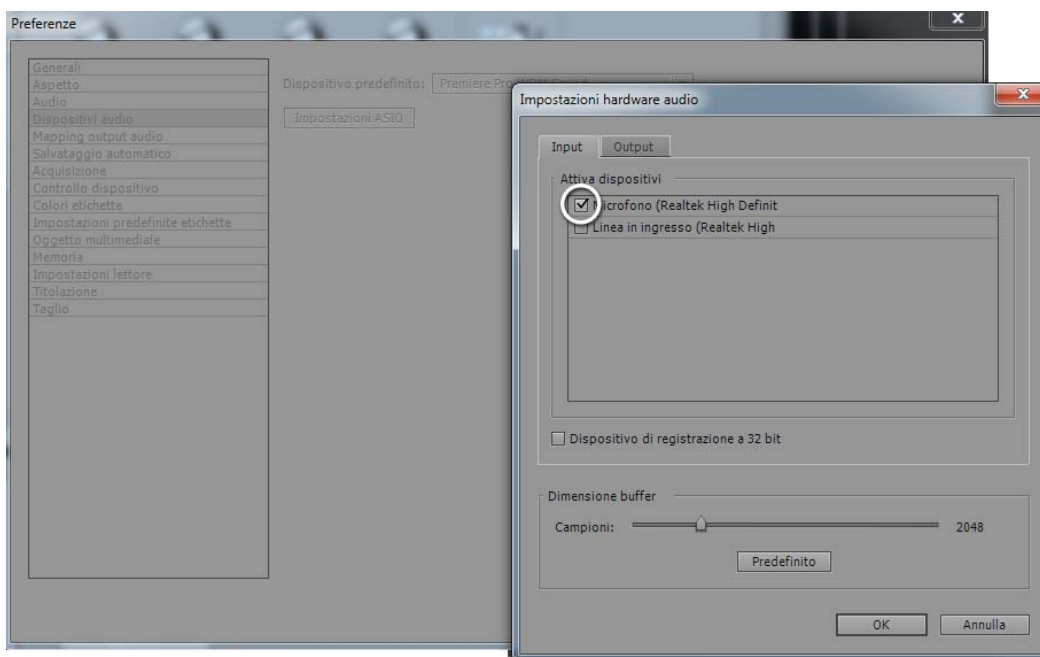 Preferenze
Generali
Aspetto
Audio
Dispositivi audio
Mapping output audio
Salvataggio automatico
Acquisizione
Controllo dispositivo
Colori etichette
Impostazioni predefinite etichette
Oggetto multimediale
Memoria
Impostazioni lettore
Titolazione
Taglio
Dispositivo predefinito: Premiere Pro
Impostazioni ASIO
Impostazioni hardware audio
Input Output
Attiva dispositivi
Microfono (Realtek High Definit
Linea in ingresso (Realtek High
Dispositivo di registrazione a 32 bit
Dimensione buffer
Campioni: 2048
Predefinito
OK Annulla